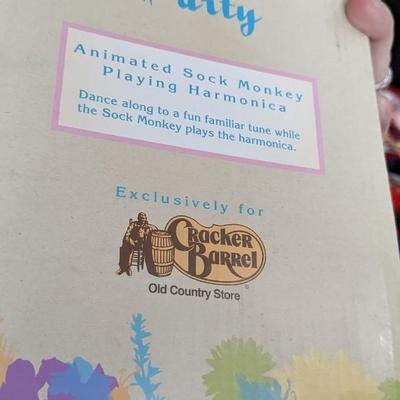 Animated Sock Monkey
Playing Harmonica
Dance along to a fun familiar tune while
the Sock Monkey plays the harmonica.
Exclusively for
Cracker
Barrel
Old Country Store®